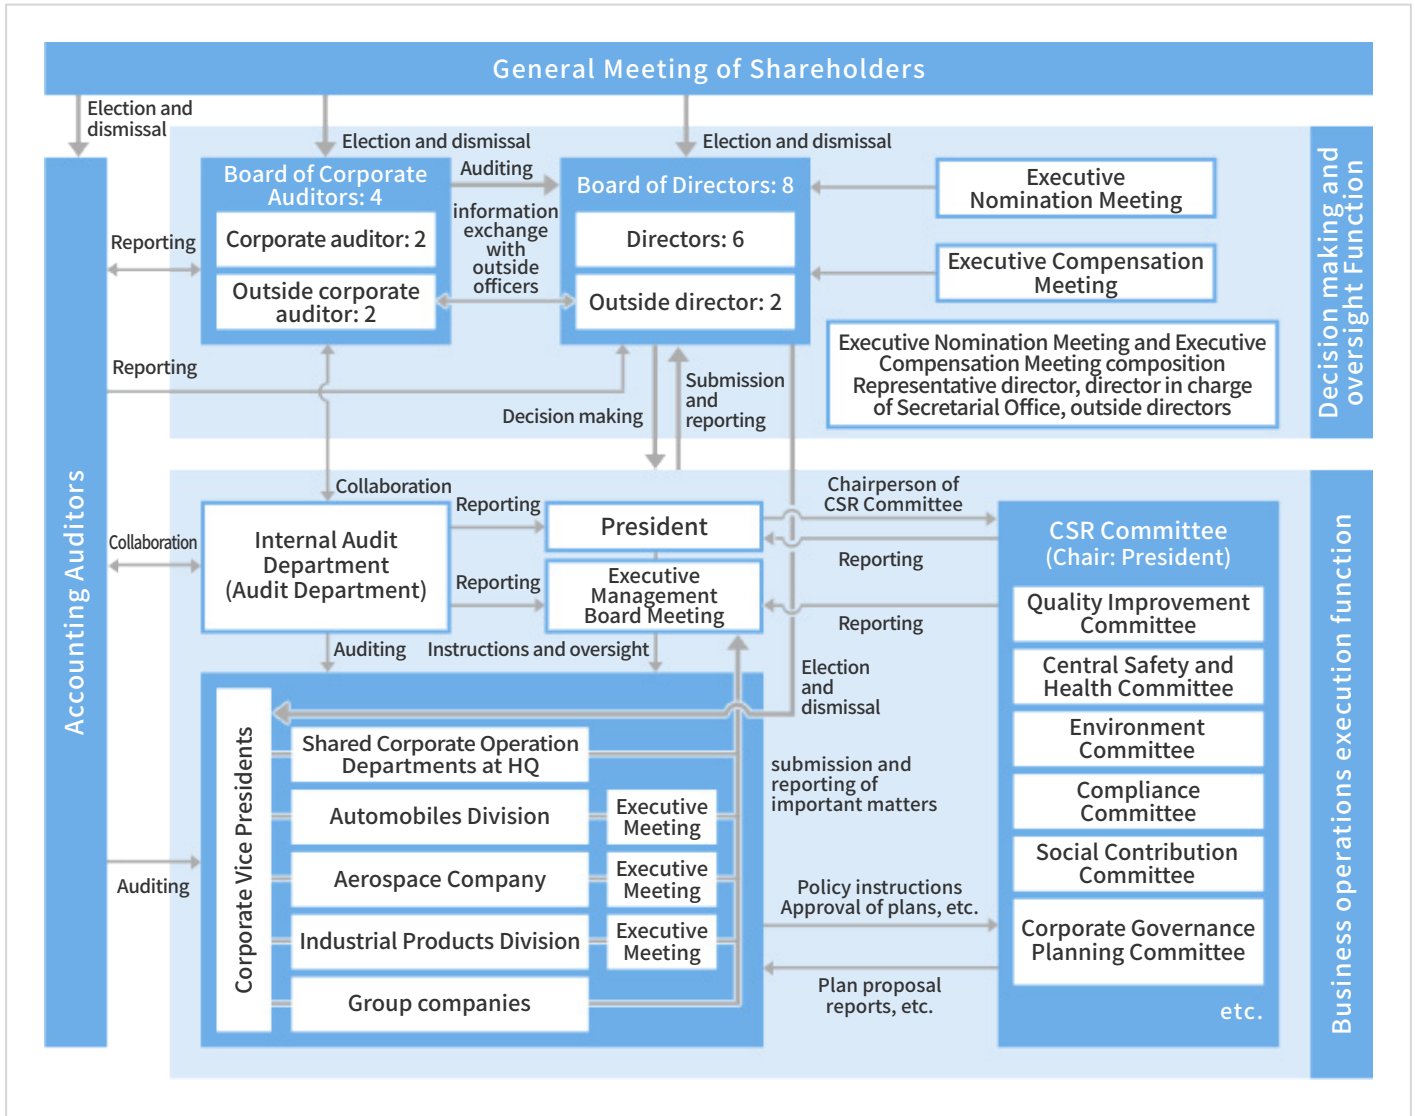 General Meeting of Shareholders
Election and
dismissal
Election and dismissal
Election and dismissal
Board of Corporate
Auditors: 4
Corporate auditor: 2
Outside corporate
auditor: 2
Auditing
information
exchange
with
outside
officers
Board of Directors: 8
Directors: 6
Outside director: 2
Executive
Nomination Meeting
Executive Compensation
Meeting
Executive Nomination Meeting and Executive
Compensation Meeting composition
Representative director, director in charge
of Secretarial Office, outside directors
Decision making and
oversight Function
Reporting
Reporting
Decision making
Submission
and
reporting
Accounting Auditors
Collaboration
Collaboration
Internal Audit
Department
(Audit Department)
Reporting
Reporting
President
Executive
Management
Board Meeting
Chairperson of
CSR Committee
Reporting
Reporting
Auditing
Instructions and oversight
Election
and
dismissal
Corporate Vice Presidents
Shared Corporate Operation
Departments at HQ
Automobiles Division
Executive
Meeting
Aerospace Company
Executive
Meeting
Industrial Products Division
Executive
Meeting
Group companies
Auditing
submission and
reporting of
important matters
Policy instructions
Approval of plans, etc.
Plan proposal
reports, etc.
CSR Committee
(Chair: President)
Quality Improvement
Committee
Central Safety and
Health Committee
Environment
Committee
Compliance
Committee
Social Contribution
Committee
Corporate Governance
Planning Committee
etc.
Business operations execution function